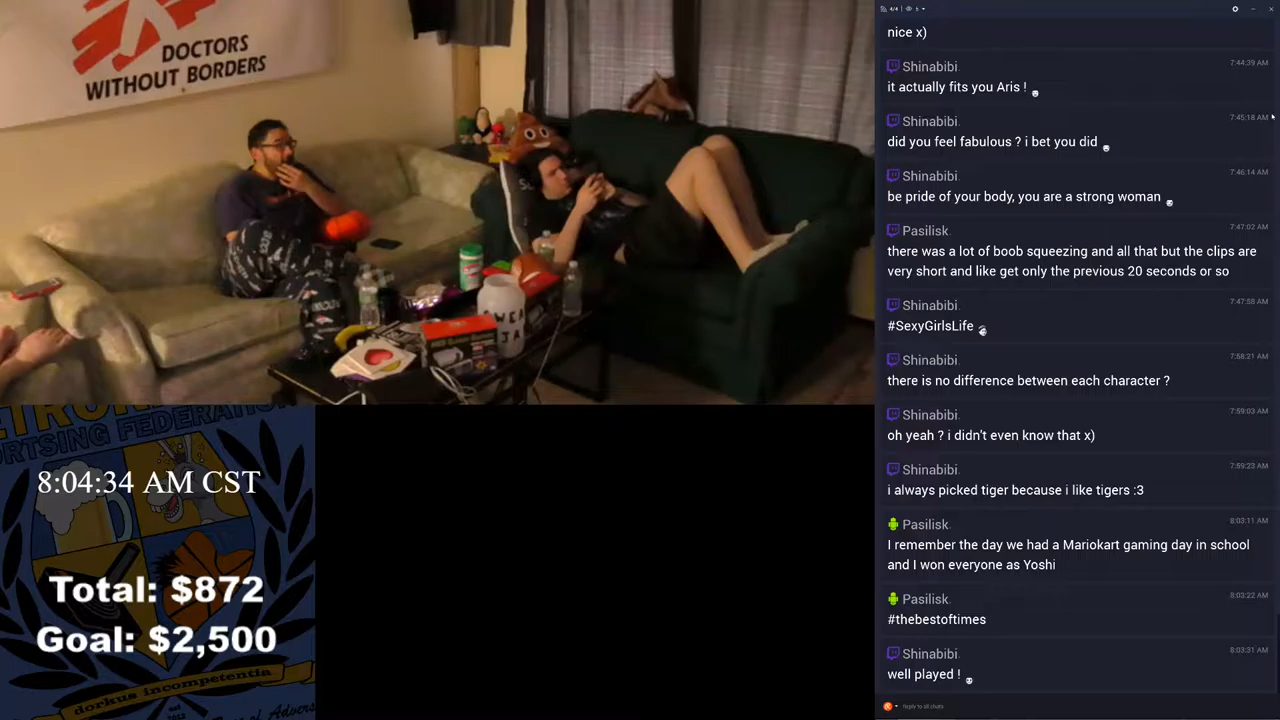 DOCTORS
WITHOUT BORDERS
8:04:34 AM CST
Total: $872
Goal: $2,500
dorkus incompetentia
4/4
nice x)
Shinabibi
7:44:39 AM
it actually fits you Aris !
Shinabibi
7:45:18 AM
did you feel fabulous ? i bet you did
Shinabibi
7:46:14 AM
be pride of your body, you are a strong woman
Pasilisk
7:47:02 AM
there was a lot of boob squeezing and all that but the clips are
very short and like get only the previous 20 seconds or so
Shinabibi
7:47:58 AM
#SexyGirlsLife
Shinabibi
7:58:21 AM
there is no difference between each character ?
Shinabibi
7:59:03 AM
oh yeah ? i didn't even know that x)
Shinabibi
7:59:23 AM
i always picked tiger because i like tigers :3
Pasilisk
8:03:11 AM
I remember the day we had a Mariokart gaming day in school
and I won everyone as Yoshi
Pasilisk
8:03:22 AM
#thebestoftimes
Shinabibi
8:03:31 AM
well played !
Reply to all chats